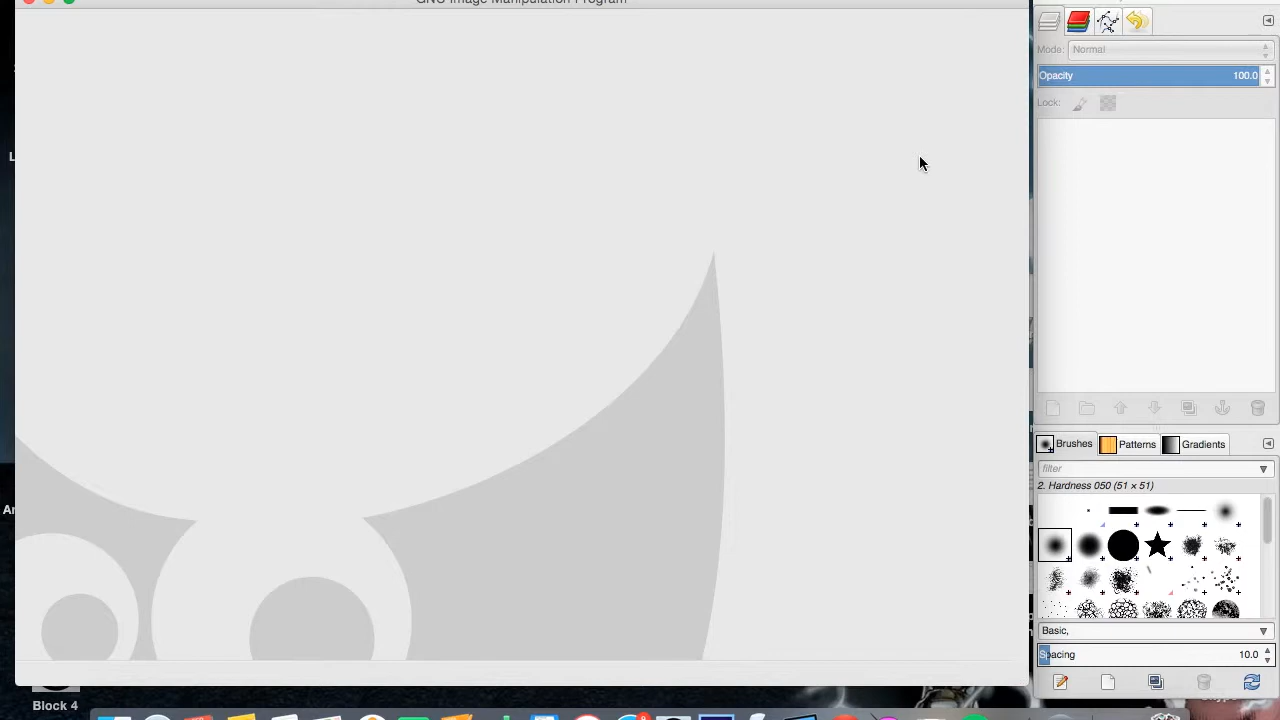 GNU Image Manipulation Program
Mode: Normal
Opacity 100.0
Lock:
Brushes Patterns Gradients
filter
2. Hardness 050 (51 × 51)
Basic,
Spacing 10.0
Block 4